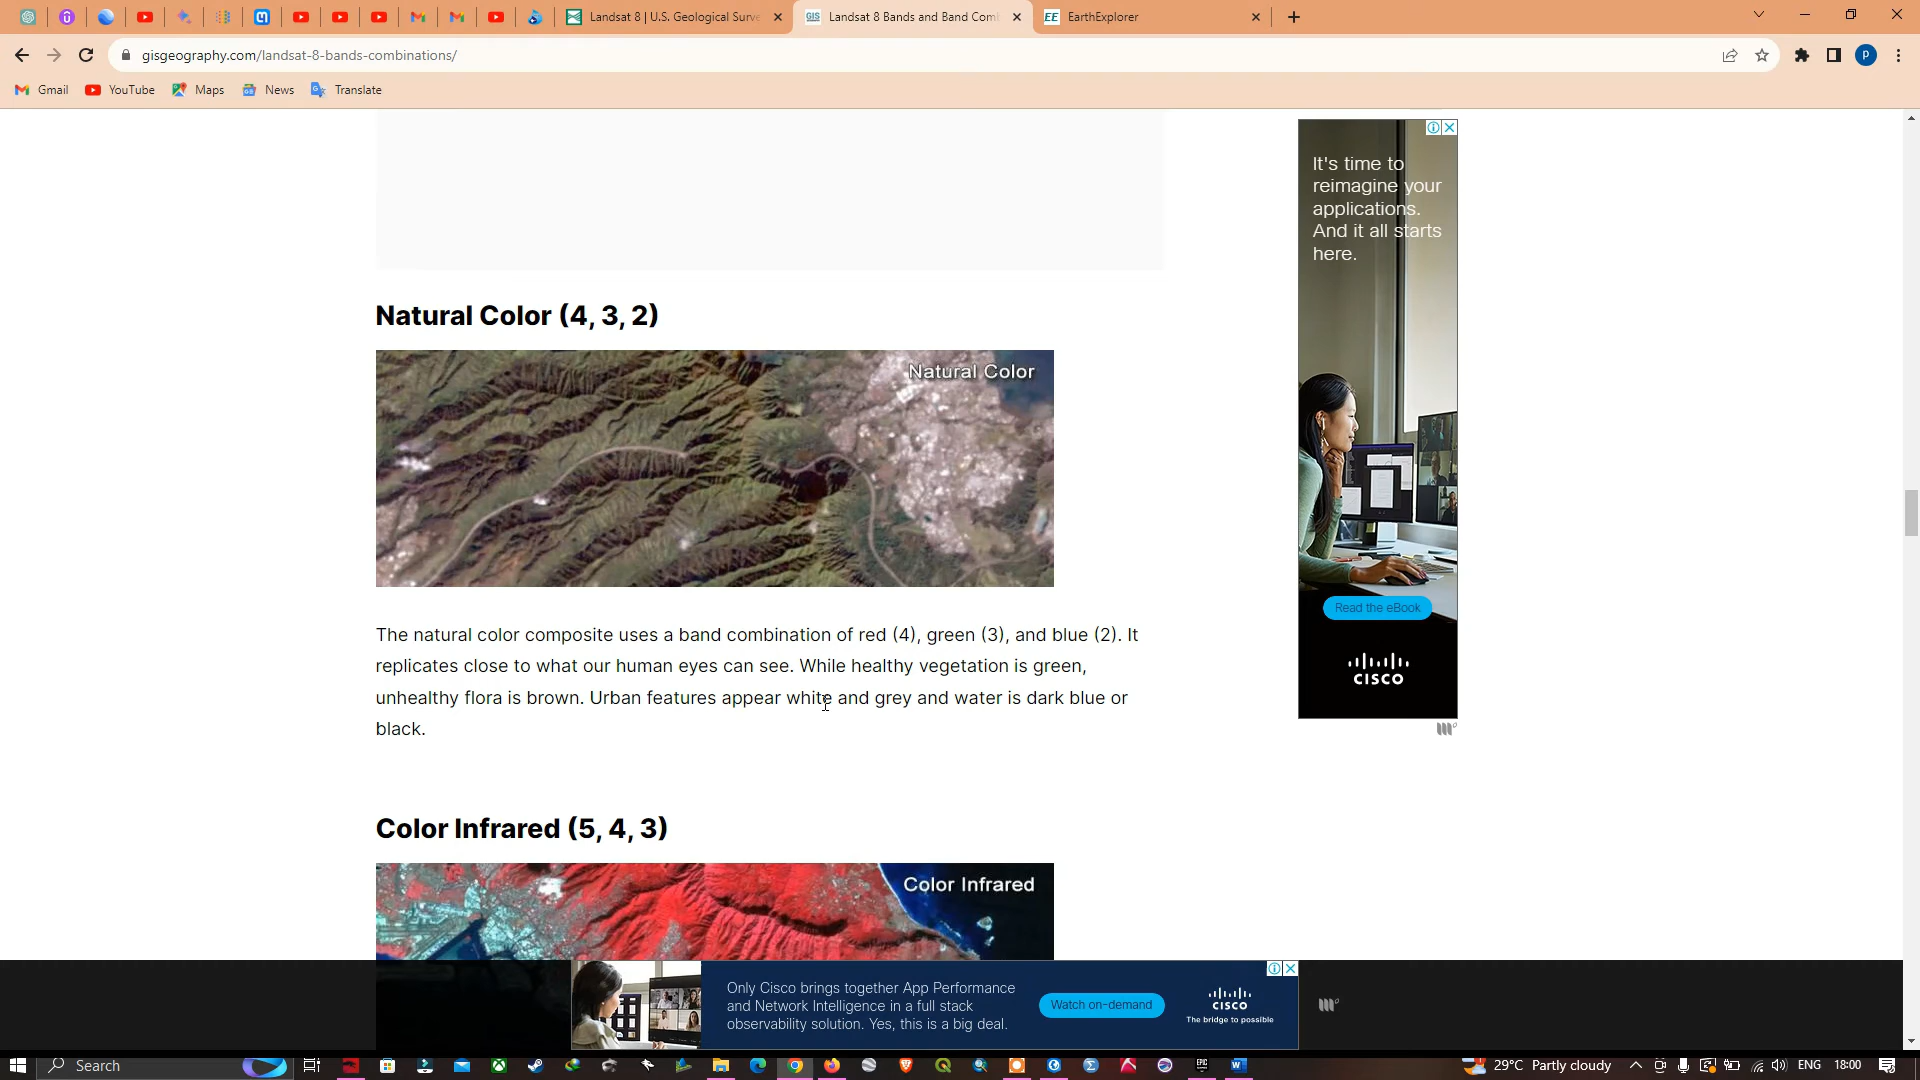 Landsat 8 | U.S. Geological Surve
Landsat 8 Bands and Band Com
EarthExplorer
gisgeography.com/landsat-8-bands-combinations/
P
Gmail
YouTube
Maps
News
Translate
It's time to
reimagine your
applications.
And it all starts
here.
Read the eBook
CISCO
Natural Color (4, 3, 2)
Natural Color
The natural color composite uses a band combination of red (4), green (3), and blue (2). It
replicates close to what our human eyes can see. While healthy vegetation is green,
unhealthy flora is brown. Urban features appear white and grey and water is dark blue or
black.
Color Infrared (5, 4, 3)
Color Infrared
Only Cisco brings together App Performance
and Network Intelligence in a full stack
observability solution. Yes, this is a big deal.
Watch on-demand
CISCO
The bridge to possible
Search
29°C Partly cloudy
ENG
18:00